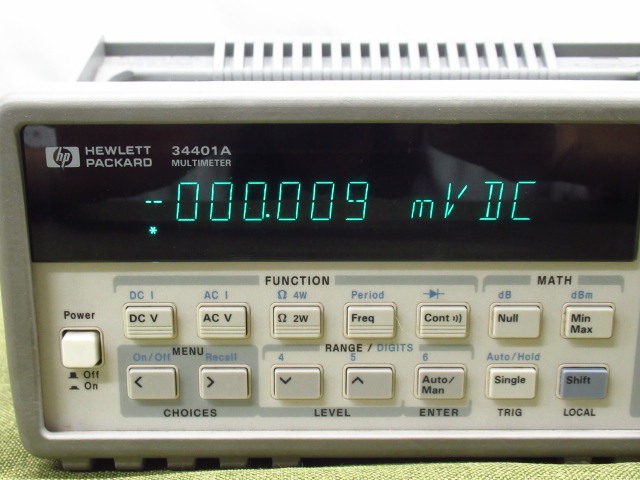 hp HEWLETT PACKARD 34401A MULTIMETER
-000.009 mV DC
*
FUNCTION MATH
DC I AC I Ω 4W Period dB dBm
Power DC V AC V Ω 2W Freq Cont Null Min Max
Off
On
MENU RANGE / DIGITS
On/Off Recall 4 5 6 Auto/Hold
< > Auto/Man Single Shift
CHOICES LEVEL ENTER TRIG LOCAL